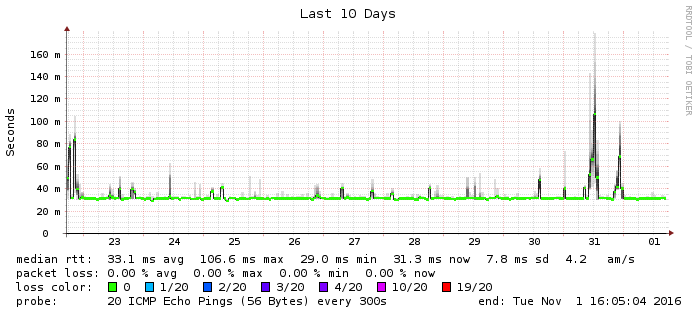 Last 10 Days
RRDTOOL / TOBI OETIKER
Seconds
160 m
140 m
120 m
100 m
80 m
60 m
40 m
20 m
0
23 24 25 26 27 28 29 30 31 01
median rtt: 33.1 ms avg 106.6 ms max 29.0 ms min 31.3 ms now 7.8 ms sd 4.2 am/s
packet loss: 0.00 % avg 0.00 % max 0.00 % min 0.00 % now
loss color: 0 1/20 2/20 3/20 4/20 10/20 19/20
probe: 20 ICMP Echo Pings (56 Bytes) every 300s end: Tue Nov 1 16:05:04 2016